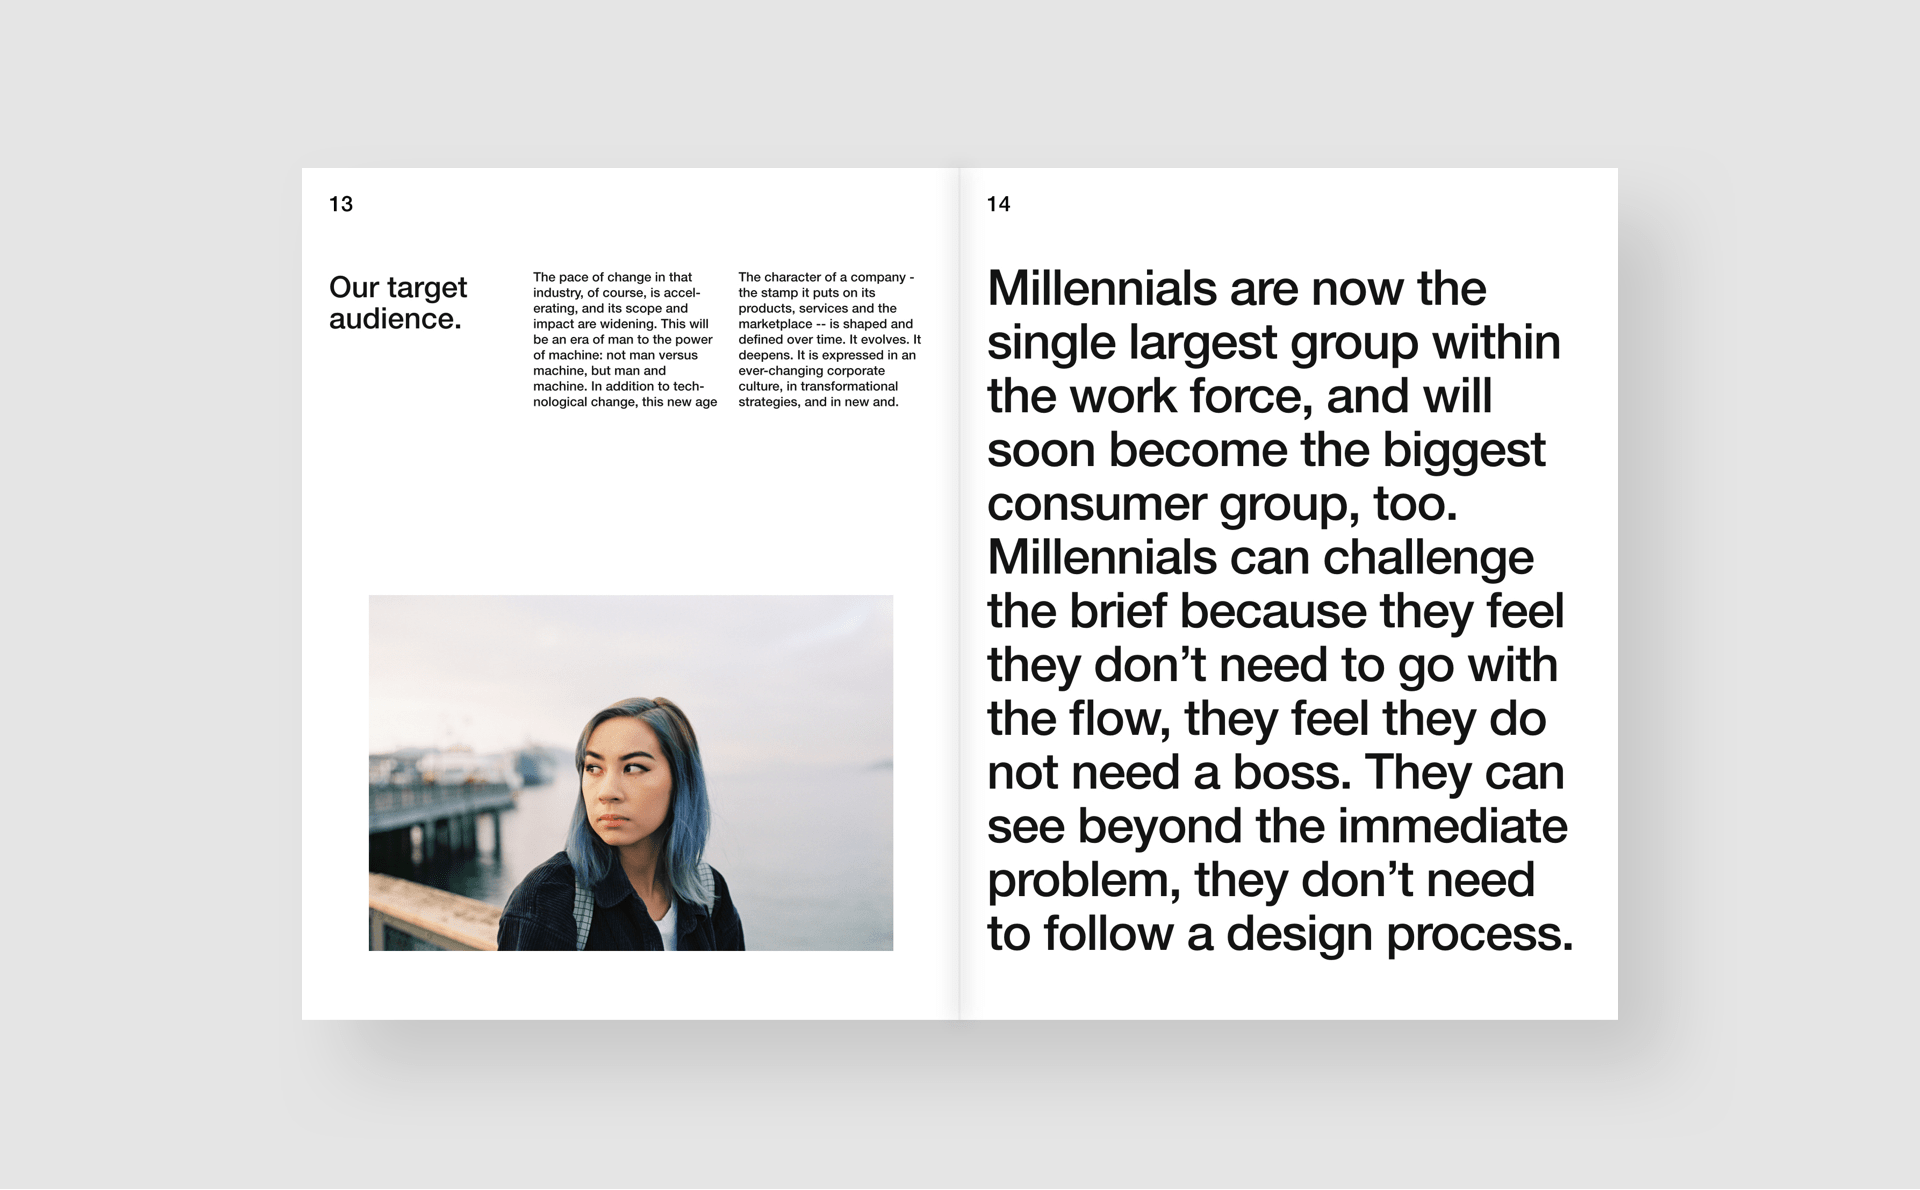 13
Our target
audience.
The pace of change in that
industry, of course, is accel-
erating, and its scope and
impact are widening. This will
be an era of man to the power
of machine: not man versus
machine, but man and
machine. In addition to tech-
nological change, this new age
The character of a company -
the stamp it puts on its
products, services and the
marketplace -- is shaped and
defined over time. It evolves. It
deepens. It is expressed in an
ever-changing corporate
culture, in transformational
strategies, and in new and.
14
Millennials are now the
single largest group within
the work force, and will
soon become the biggest
consumer group, too.
Millennials can challenge
the brief because they feel
they don’t need to go with
the flow, they feel they do
not need a boss. They can
see beyond the immediate
problem, they don’t need
to follow a design process.